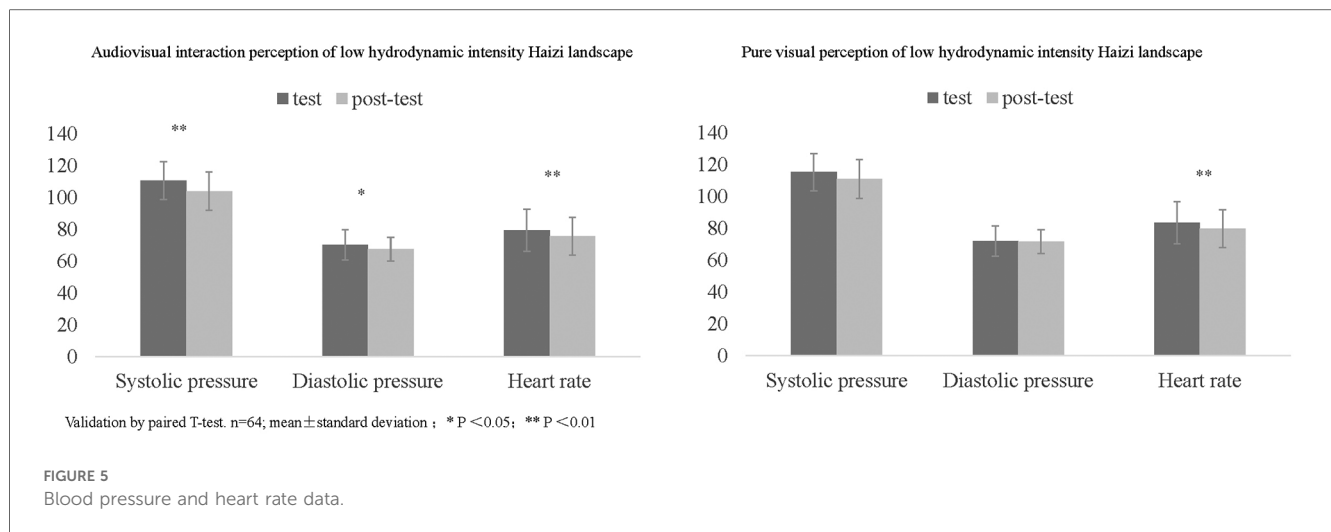 Audiovisual interaction perception of low hydrodynamic intensity Haizi landscape
test post-test
140
120
100
80
60
40
20
0
**
*
**
Systolic pressure Diastolic pressure Heart rate
Validation by paired T-test. n=64; mean±standard deviation ；* P＜0.05；** P＜0.01
Pure visual perception of low hydrodynamic intensity Haizi landscape
test post-test
140
120
100
80
60
40
20
0
**
Systolic pressure Diastolic pressure Heart rate
FIGURE 5
Blood pressure and heart rate data.